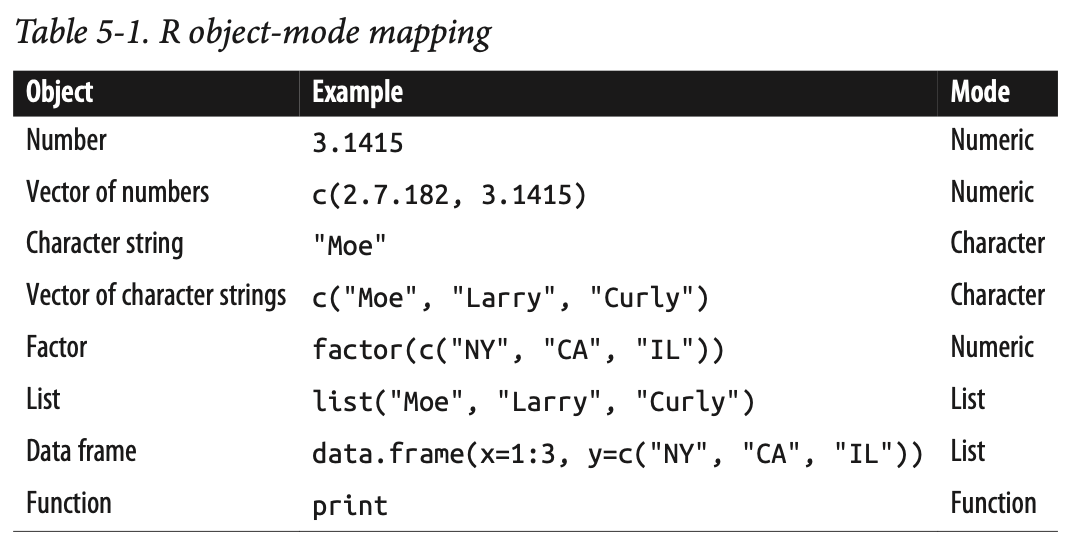 Table 5-1. R object-mode mapping
Object Example Mode
Number 3.1415 Numeric
Vector of numbers c(2.7.182, 3.1415) Numeric
Character string "Moe" Character
Vector of character strings c("Moe", "Larry", "Curly") Character
Factor factor(c("NY", "CA", "IL")) Numeric
List list("Moe", "Larry", "Curly") List
Data frame data.frame(x=1:3, y=c("NY", "CA", "IL")) List
Function print Function